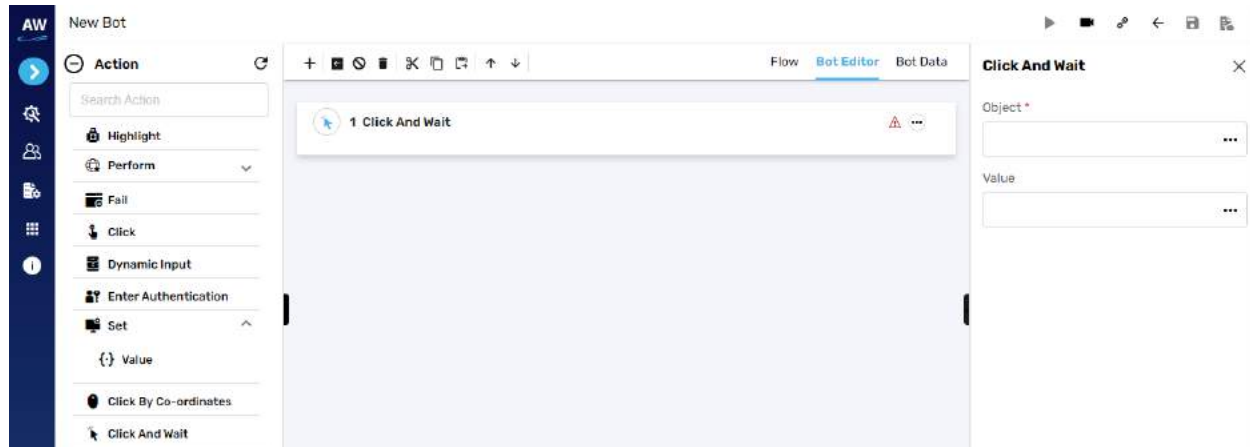 AW
New Bot
Action
Search Action
Highlight
Perform
Fail
Click
Dynamic Input
Enter Authentication
Set
{·} Value
Click By Co-ordinates
Click And Wait
Flow Bot Editor Bot Data
1 Click And Wait
Click And Wait
Object *
Value